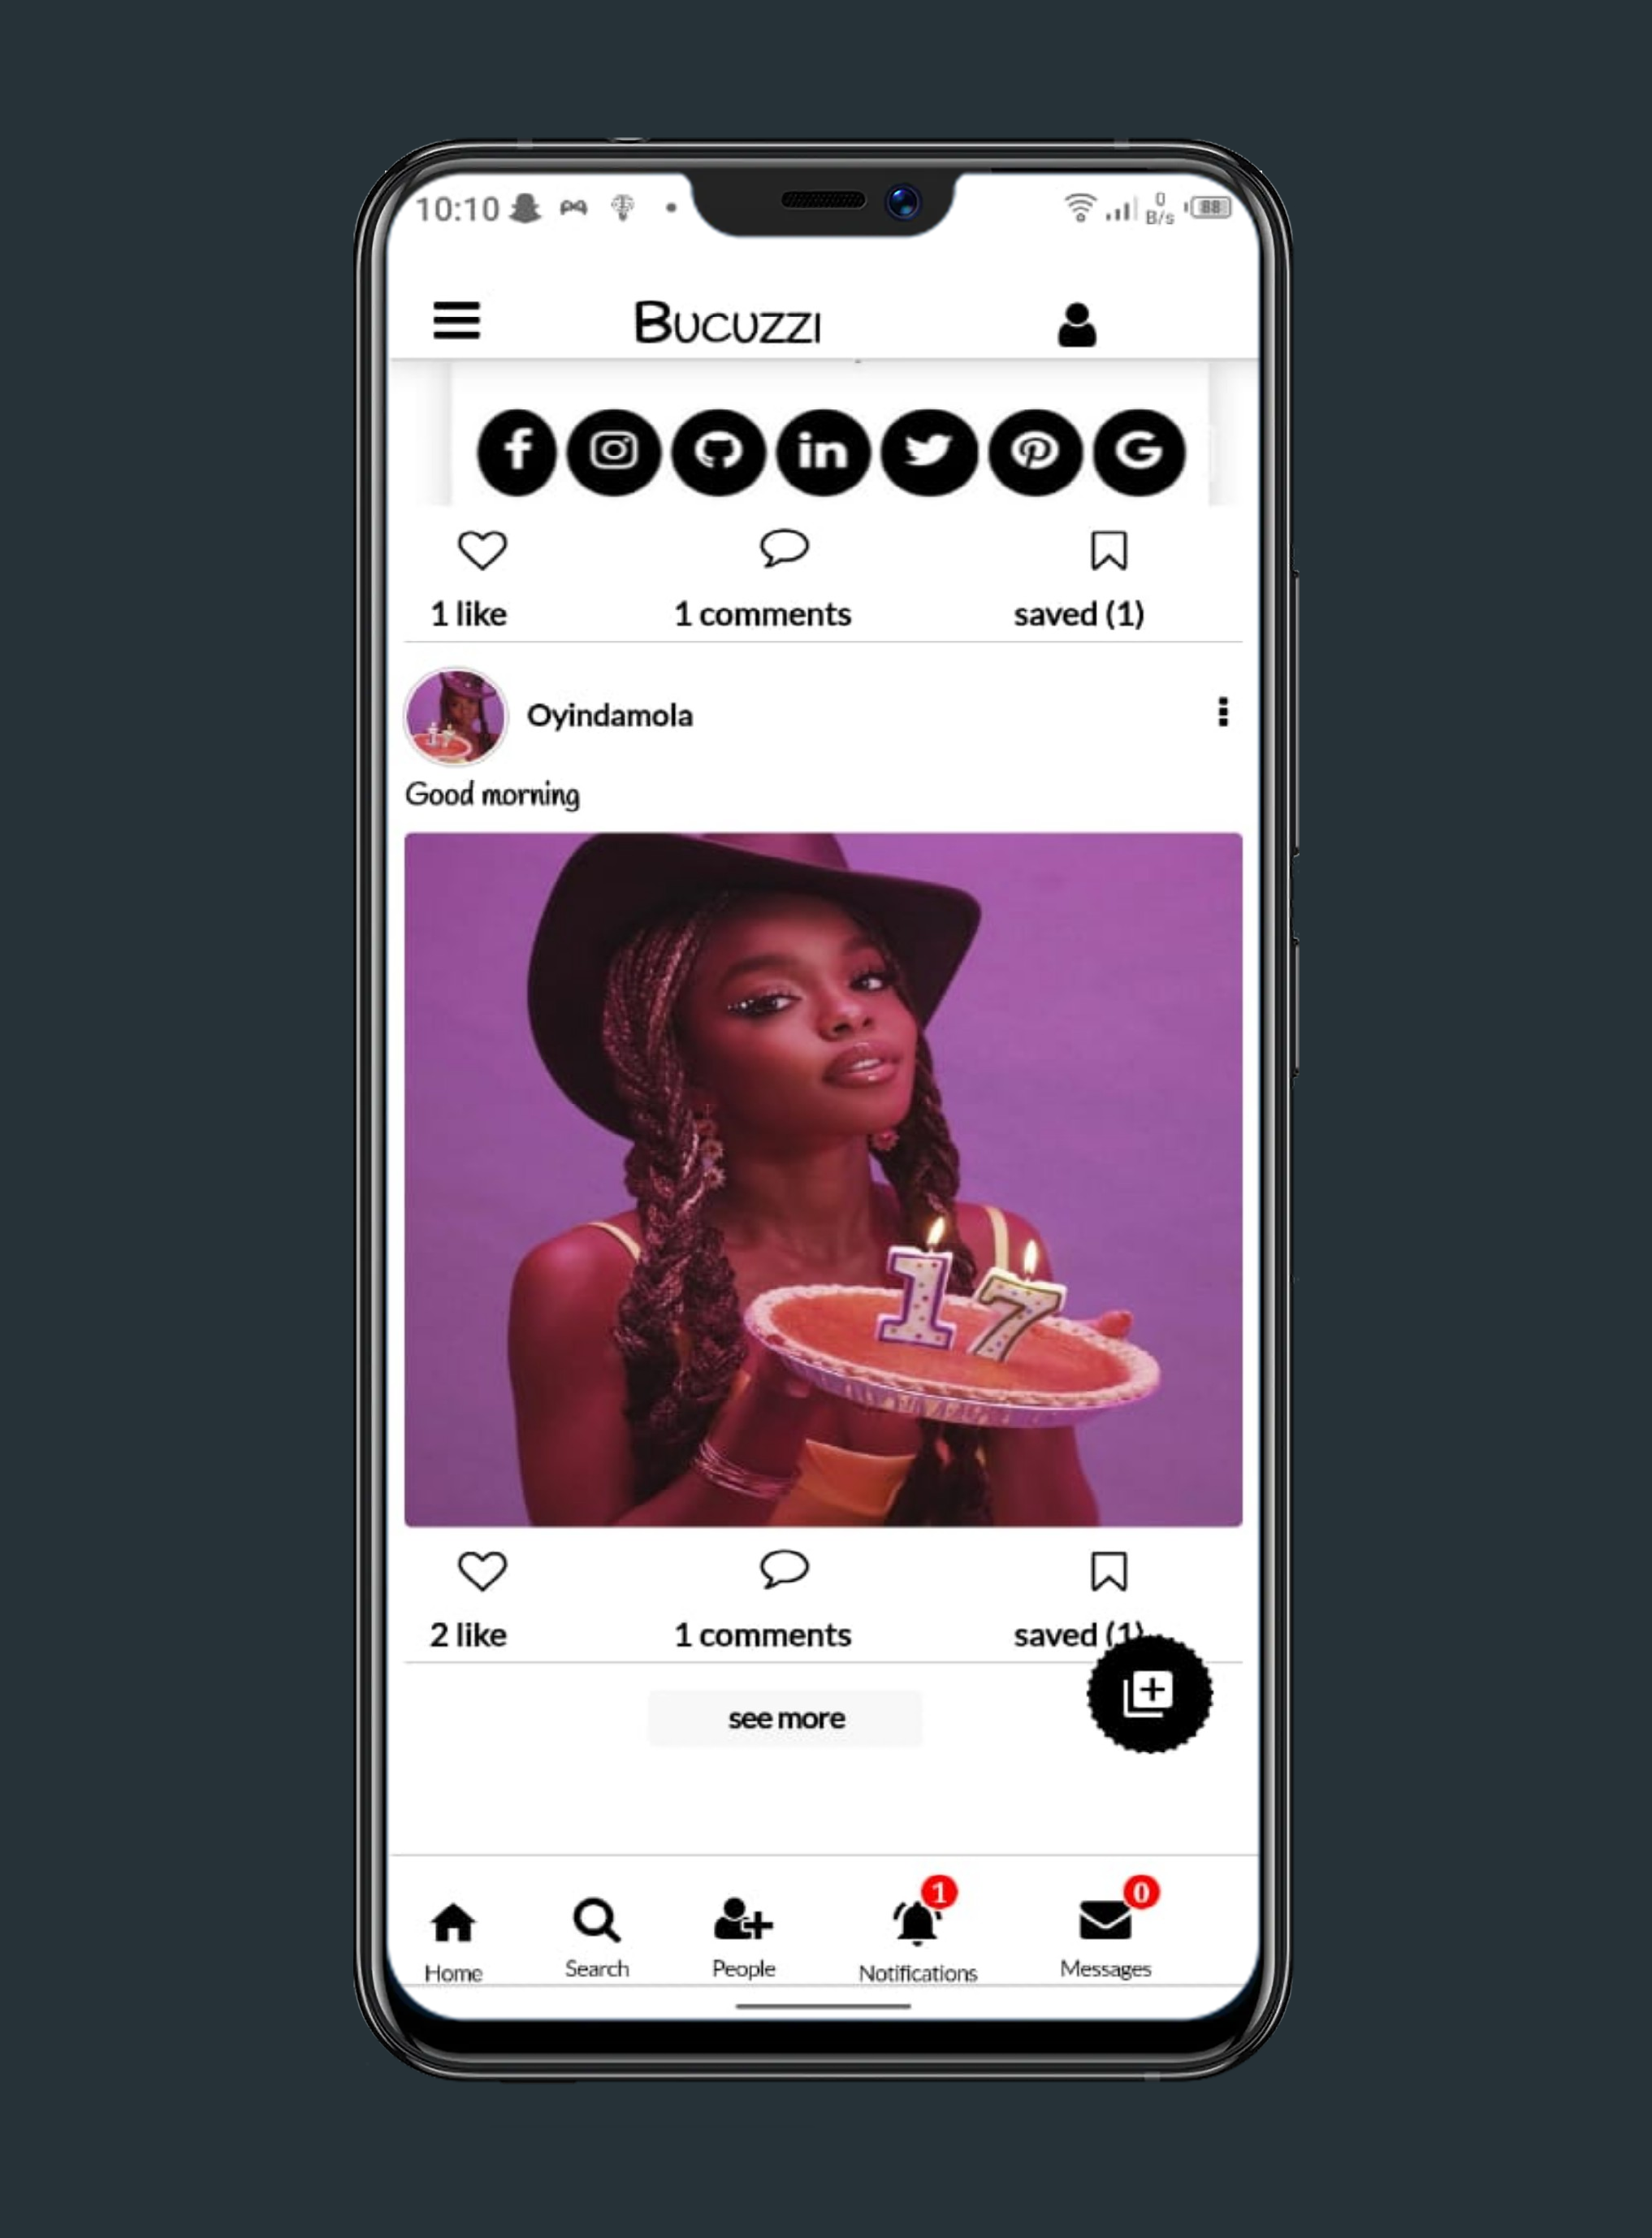 10:10
0
B/s
88
BUCUZZI
f in G
1 like 1 comments saved (1)
Oyindamola
Good morning
17
2 like 1 comments saved (1)
see more
1 0
Home Search People Notifications Messages